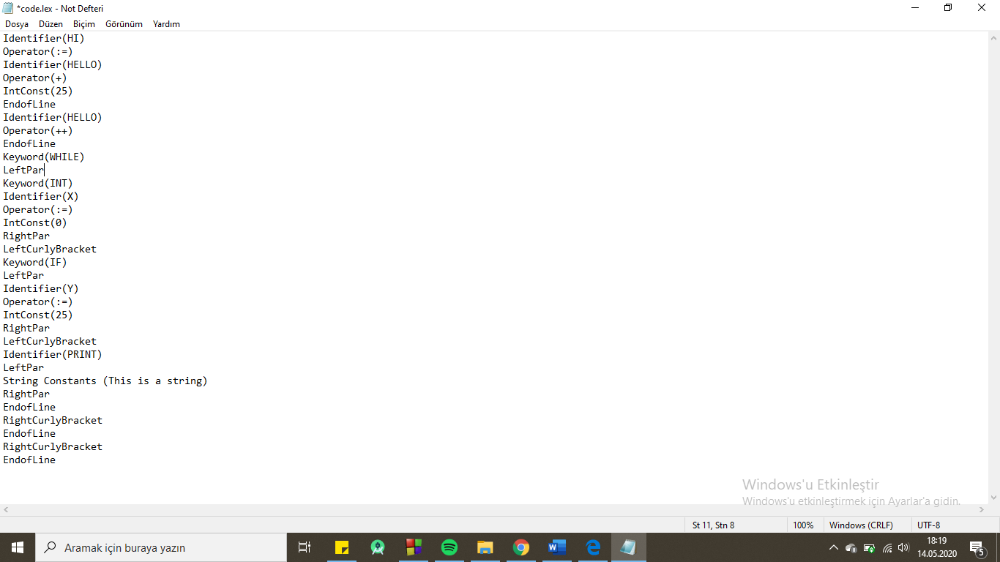 *code.lex - Not Defteri
Dosya Düzen Biçim Görünüm Yardım
Identifier(HI)
Operator(:=)
Identifier(HELLO)
Operator(+)
IntConst(25)
EndofLine
Identifier(HELLO)
Operator(++)
EndofLine
Keyword(WHILE)
LeftPar
Keyword(INT)
Identifier(X)
Operator(:=)
IntConst(0)
RightPar
LeftCurlyBracket
Keyword(IF)
LeftPar
Identifier(Y)
Operator(:=)
IntConst(25)
RightPar
LeftCurlyBracket
Identifier(PRINT)
LeftPar
String Constants (This is a string)
RightPar
EndofLine
RightCurlyBracket
EndofLine
RightCurlyBracket
EndofLine
Windows'u Etkinleştir
Windows'u etkinleştirmek için Ayarlar'a gidin.
St 11, Stn 8 100% Windows (CRLF) UTF-8
Aramak için buraya yazın
18:19
14.05.2020
5